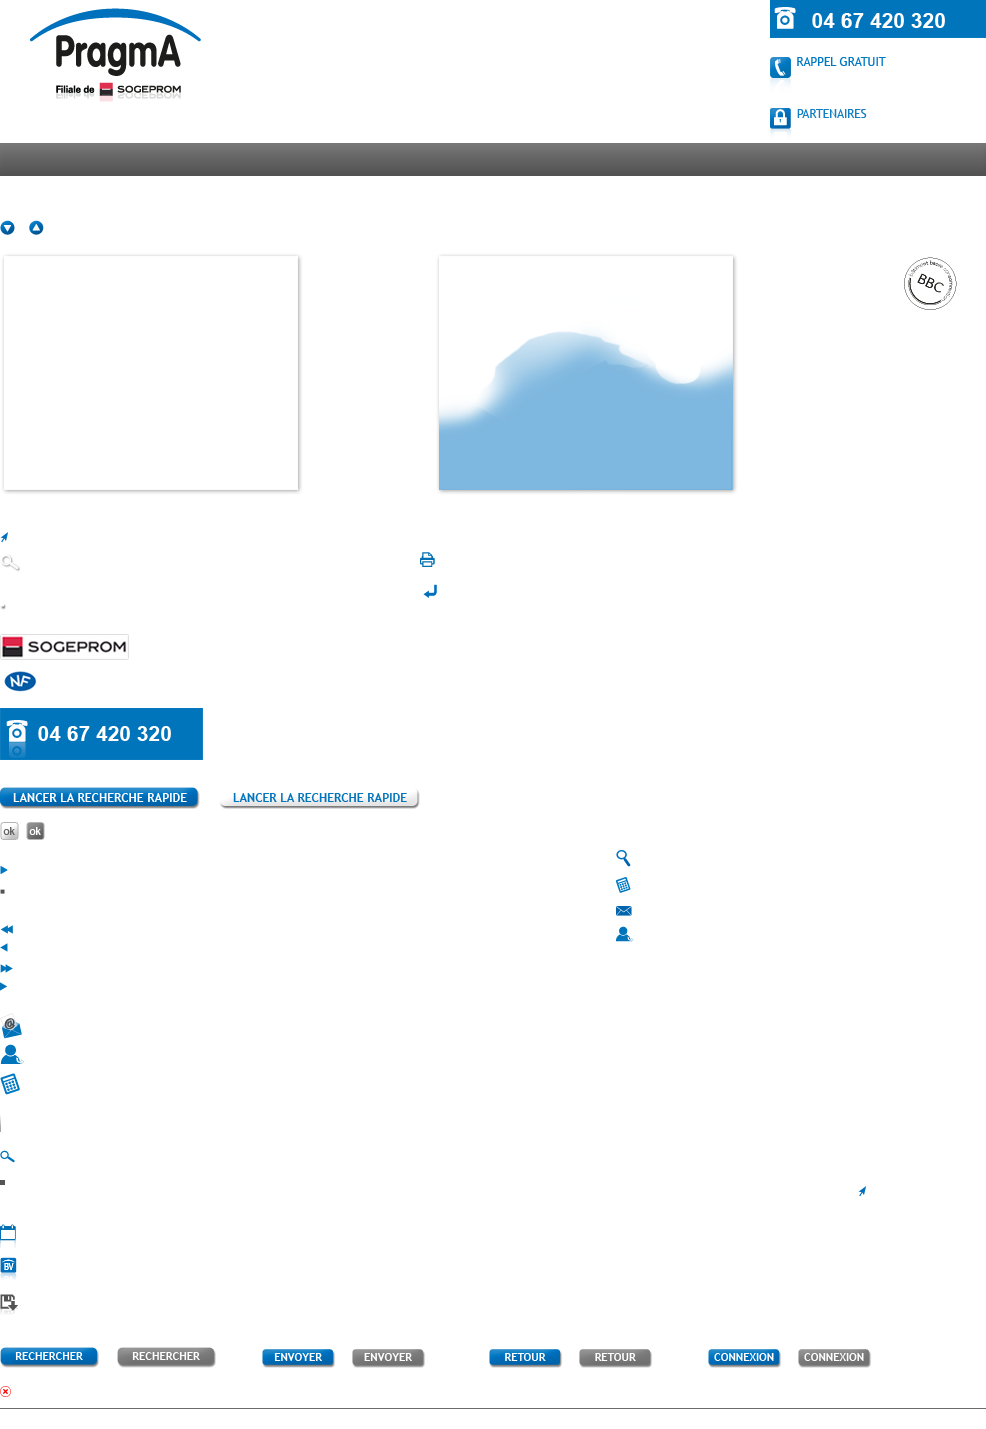 04 67 420 320
PragmA
Filiale de SOGEPROM
RAPPEL GRATUIT
PARTENAIRES
BBC
SOGEPROM
NF
04 67 420 320
LANCER LA RECHERCHE RAPIDE LANCER LA RECHERCHE RAPIDE
ok ok
@
BV
RECHERCHER RECHERCHER ENVOYER ENVOYER RETOUR RETOUR CONNEXION CONNEXION